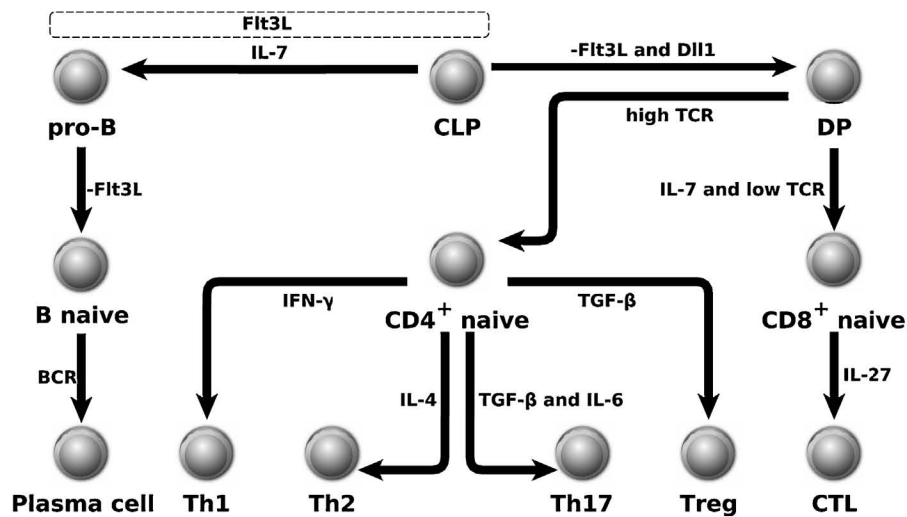 Flt3L
IL-7
-Flt3L and Dll1
pro-B
CLP
high TCR
DP
-Flt3L
IL-7 and low TCR
B naive
IFN-γ
CD4⁺ naive
TGF-β
CD8⁺ naive
BCR
IL-4
TGF-β and IL-6
IL-27
Plasma cell
Th1
Th2
Th17
Treg
CTL